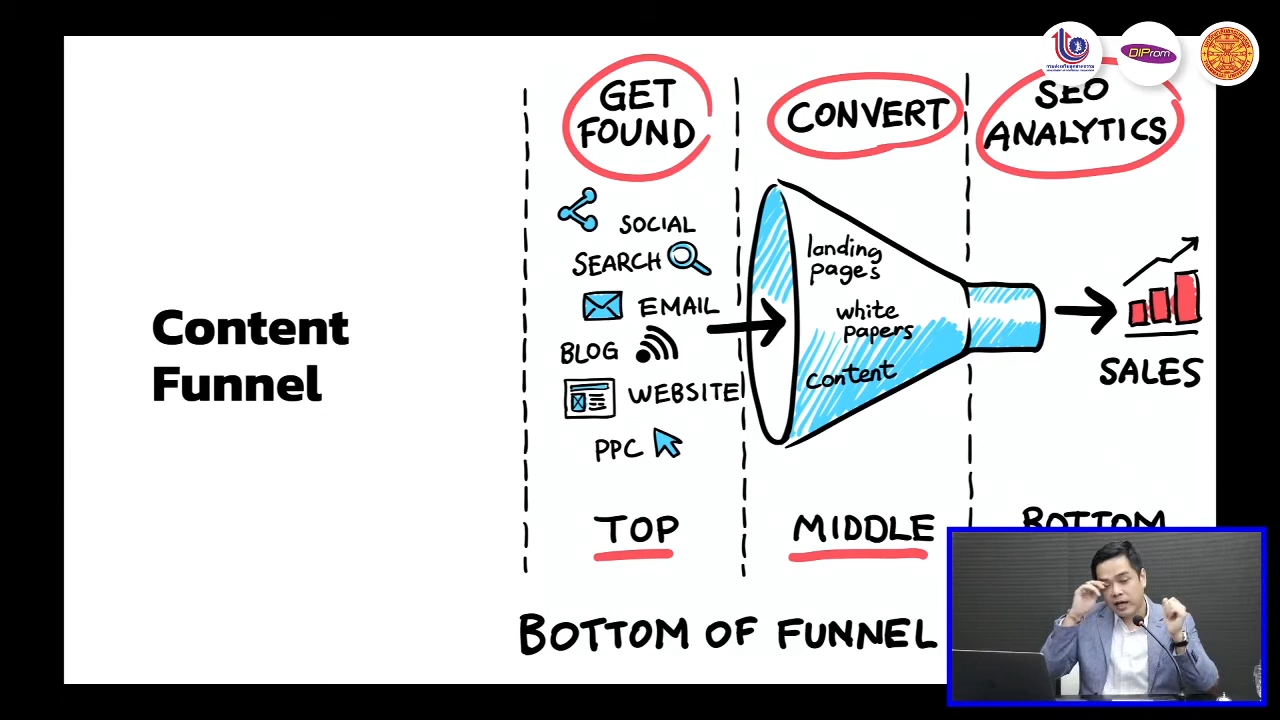 Content
Funnel
GET
FOUND
SOCIAL
SEARCH
EMAIL
BLOG
WEBSITE
PPC
TOP
CONVERT
landing
pages
white
papers
content
MIDDLE
SEO
ANALYTICS
SALES
BOTTOM
BOTTOM OF FUNNEL
DIProm